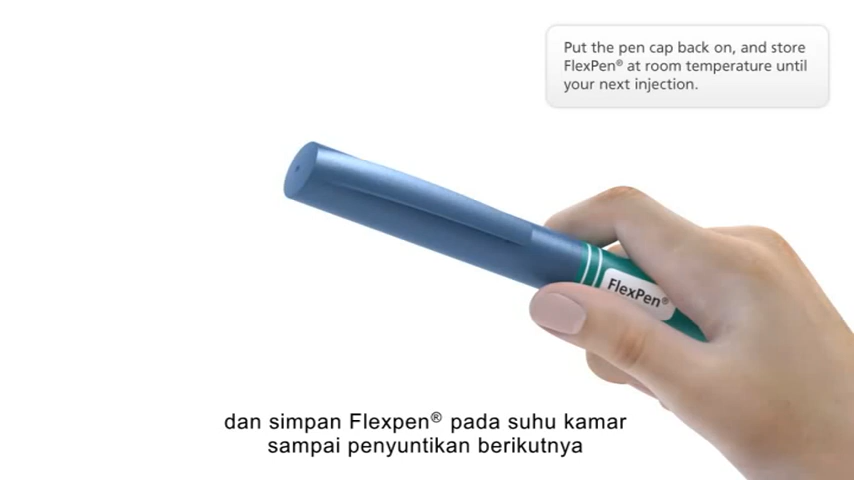 Put the pen cap back on, and store
FlexPen® at room temperature until
your next injection.
FlexPen®
dan simpan Flexpen® pada suhu kamar
sampai penyuntikan berikutnya